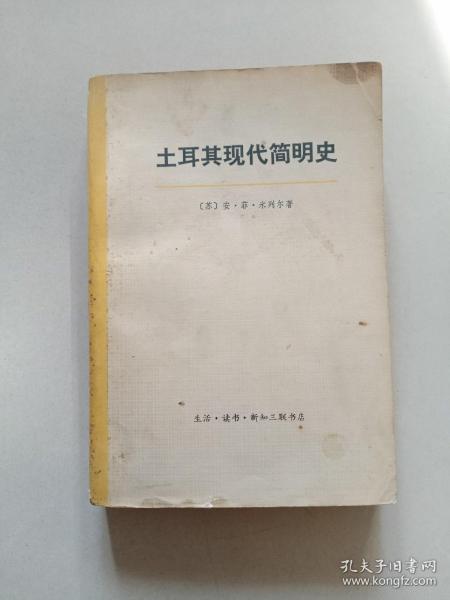 土耳其现代简明史
〔苏〕安·菲·米列尔著
生活·读书·新知三联书店
孔夫子旧书网
www.kongfz.com